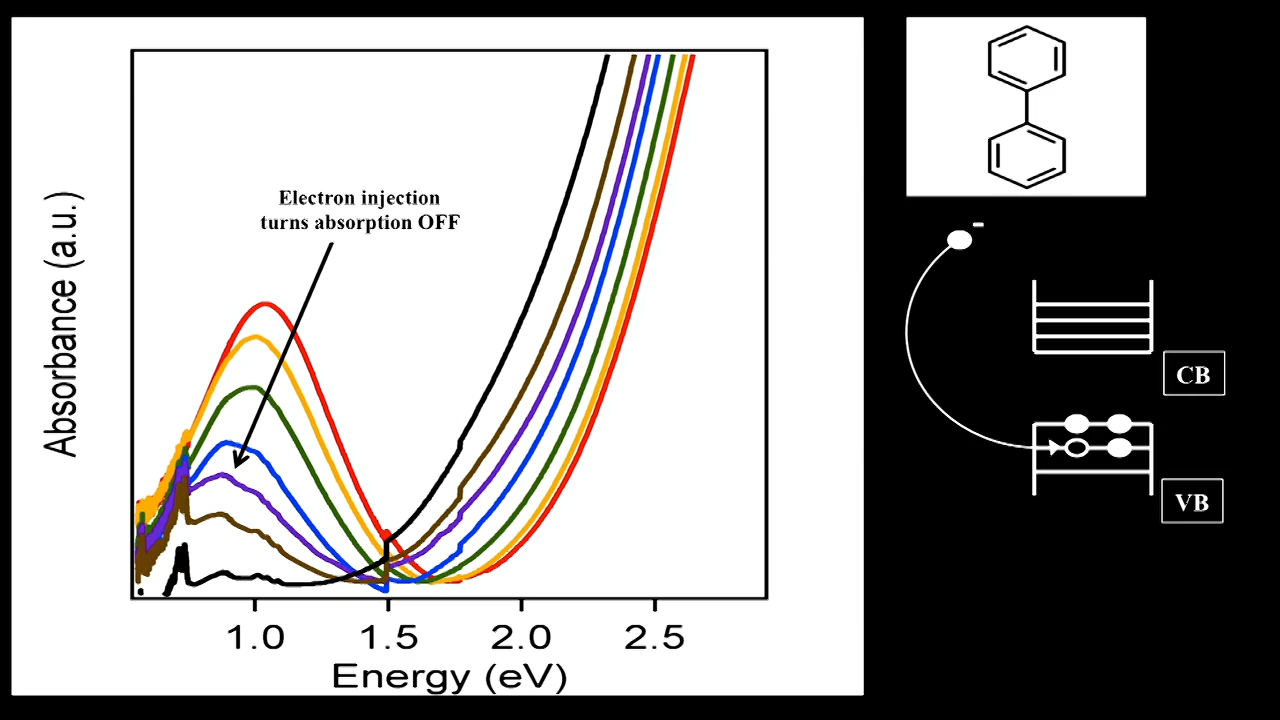 Electron injection
turns absorption OFF
Absorbance (a.u.)
1.0 1.5 2.0 2.5
Energy (eV)
-
CB
VB